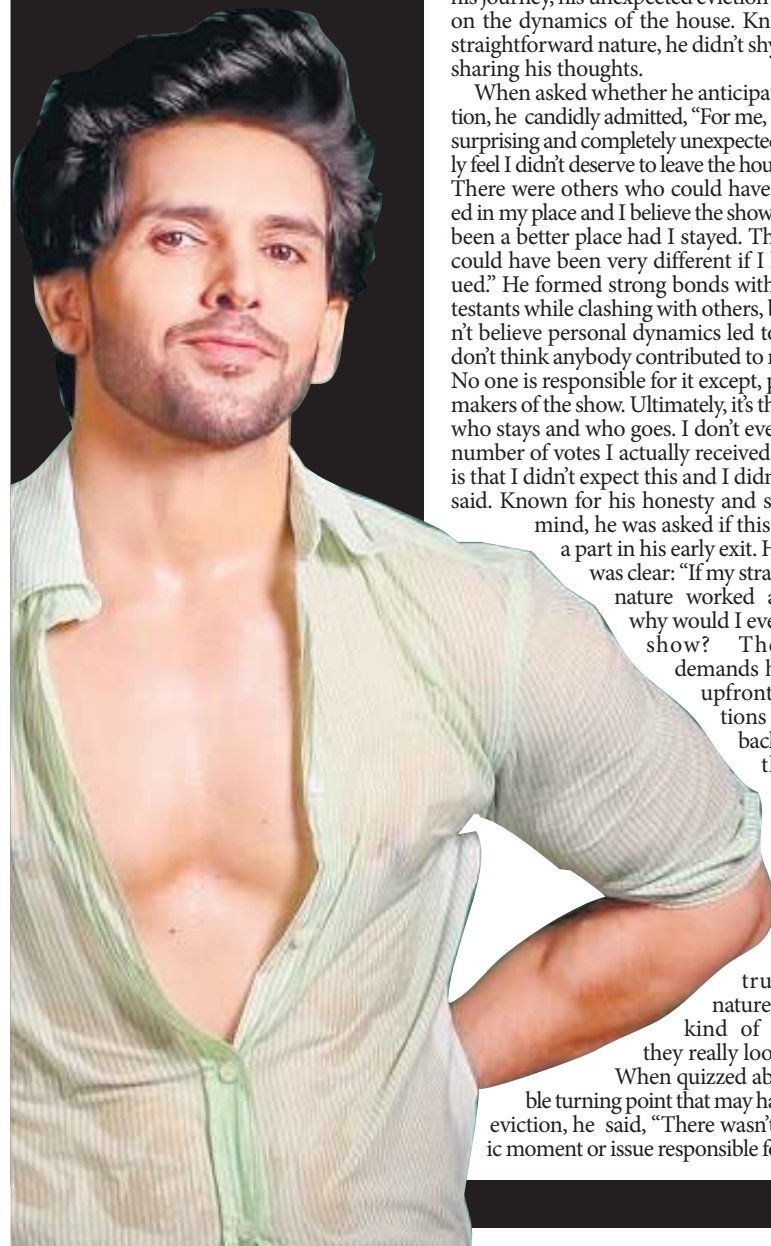 his journey, his unexpected eviction
on the dynamics of the house. Kn
straightforward nature, he didn't shy
sharing his thoughts.
When asked whether he anticipat
tion, he candidly admitted, "For me,
surprising and completely unexpected
ly feel I didn't deserve to leave the hou
There were others who could have
ed in my place and I believe the show
been a better place had I stayed. Th
could have been very different if I
ued." He formed strong bonds with
testants while clashing with others, b
n't believe personal dynamics led to
don't think anybody contributed to
No one is responsible for it except, p
makers of the show. Ultimately, it's th
who stays and who goes. I don't eve
number of votes I actually received
is that I didn't expect this and I didn
said. Known for his honesty and s
mind, he was asked if this
a part in his early exit. H
was clear: "If my stra
nature worked a
why would I eve
show? The
demands h
upfront
tions
back
th
tru
nature
kind of
they really loo
When quizzed ab
ble turning point that may ha
eviction, he said, "There wasn't
ic moment or issue responsible fo